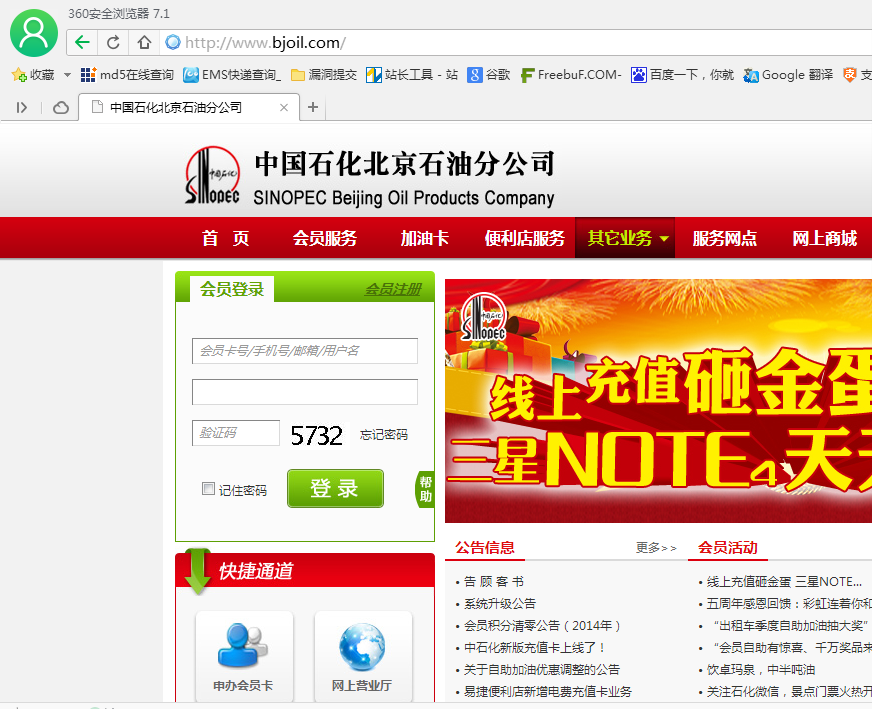 360安全浏览器 7.1
http://www.bjoil.com/
收藏 md5在线查询 EMS快递查询_ 漏洞提交 站长工具 - 站 谷歌 FreebuF.COM- 百度一下，你就 Google 翻译 支
中国石化北京石油分公司
中国石化 SINOPEC 中国石化北京石油分公司
SINOPEC Beijing Oil Products Company
首 页 会员服务 加油卡 便利店服务 其它业务 服务网点 网上商城
会员登录 会员注册
会员卡号/手机号/邮箱/用户名
验证码 5732 忘记密码
记住密码 登 录 帮助
中国石化 SINOPEC
线上充值砸金蛋
三星NOTE4 天天
公告信息 更多>> 会员活动
快捷通道
• 告 顾 客 书
• 系统升级公告
• 会员积分清零公告（2014年）
• 中石化新版充值卡上线了！
• 关于自助加油优惠调整的公告
• 易捷便利店新增电费充值卡业务
• 线上充值砸金蛋 三星NOTE...
• 五周年感恩回馈：彩虹连着你和
• “出租车季度自助加油抽大奖”
• “会员自助有惊喜、千万奖品来
• 饮卓玛泉，中半吨油
• 关注石化微信，景点门票火热开
申办会员卡 网上营业厅